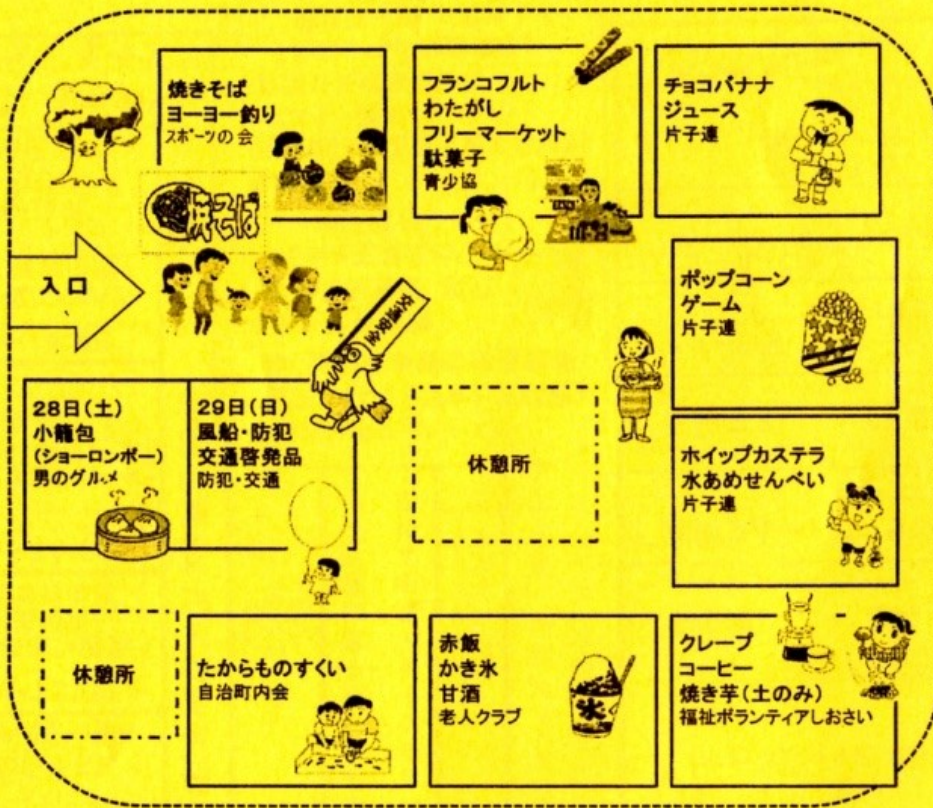 焼きそば
ヨーヨー釣り
スポーツの会
フランコフルト
わたがし
フリーマーケット
駄菓子
青少協
チョコバナナ
ジュース
片子連
焼そば
入口
交通安全
ポップコーン
ゲーム
片子連
28日(土)
小籠包
(ショーロンポー)
男のグルメ
29日(日)
風船・防犯
交通啓発品
防犯・交通
休憩所
ホイップカステラ
水あめせんべい
片子連
休憩所
たからものすくい
自治町内会
赤飯
かき氷
甘酒
老人クラブ
氷
クレープ
コーヒー
焼き芋(土のみ)
福祉ボランティアしおさい